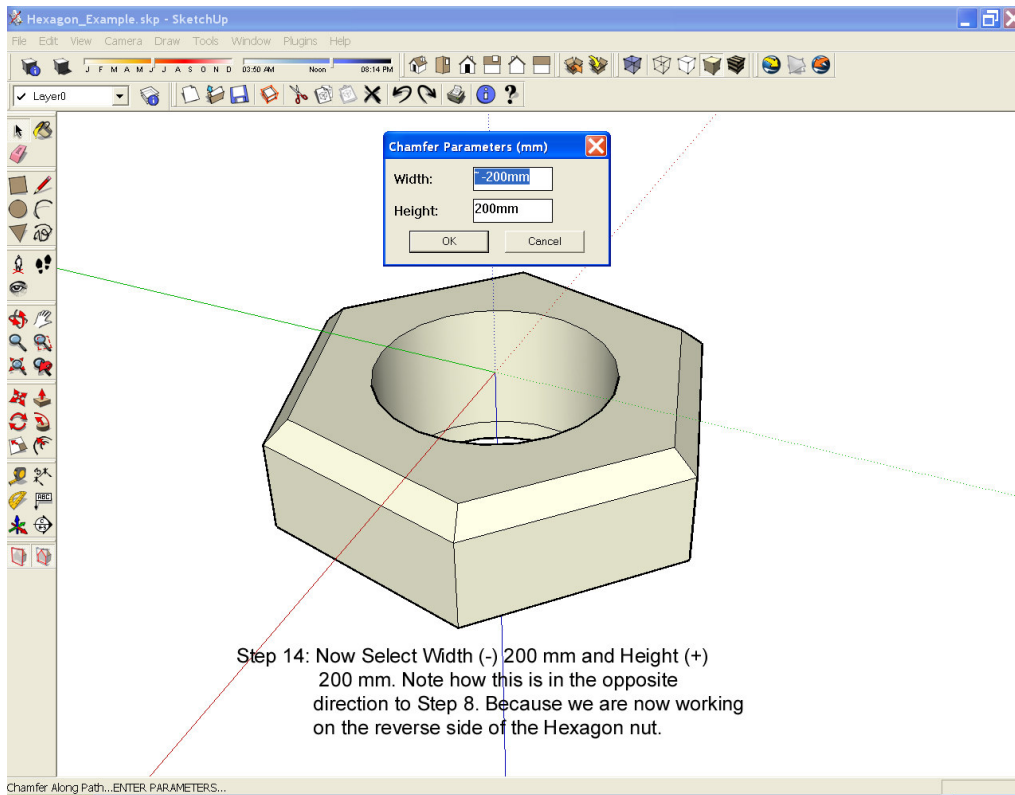 Hexagon_Example.skp - SketchUp
File Edit View Camera Draw Tools Window Plugins Help
J F M A M J J A S O N D 03:50 AM Noon 08:14 PM
Layer0
Chamfer Parameters (mm)
Width: ~ -200mm
Height: 200mm
OK Cancel
ABC
Step 14: Now Select Width (-) 200 mm and Height (+)
200 mm. Note how this is in the opposite
direction to Step 8. Because we are now working
on the reverse side of the Hexagon nut.
Chamfer Along Path...ENTER PARAMETERS...